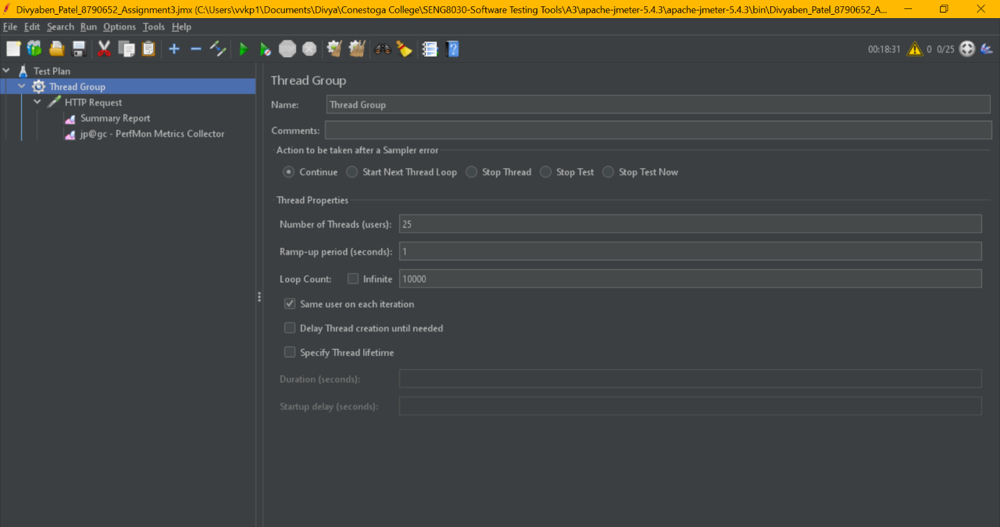 Divyaben_Patel_8790652_Assignment3.jmx (C:\Users\vvkp1\Documents\Divya\Conestoga College\SENG8030-Software Testing Tools\A3\apache-jmeter-5.4.3\apache-jmeter-5.4.3\bin\Divyaben_Patel_8790652_A...
File Edit Search Run Options Tools Help
STOP 00:18:31 0 0/25
Test Plan
Thread Group
HTTP Request
Summary Report
jp@gc - PerfMon Metrics Collector
Thread Group
Name: Thread Group
Comments:
Action to be taken after a Sampler error
Continue Start Next Thread Loop Stop Thread Stop Test Stop Test Now
Thread Properties
Number of Threads (users): 25
Ramp-up period (seconds): 1
Loop Count: Infinite 10000
Same user on each iteration
Delay Thread creation until needed
Specify Thread lifetime
Duration (seconds):
Startup delay (seconds):